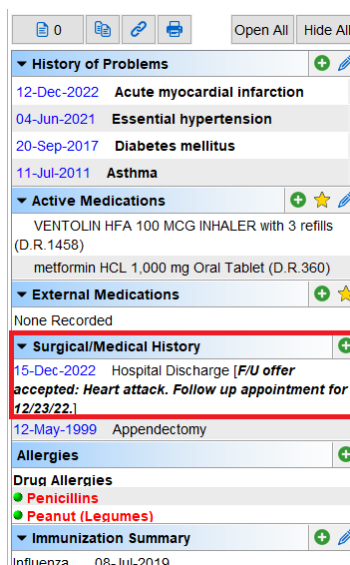 0 Open All Hide All
History of Problems
12-Dec-2022 Acute myocardial infarction
04-Jun-2021 Essential hypertension
20-Sep-2017 Diabetes mellitus
11-Jul-2011 Asthma
Active Medications
VENTOLIN HFA 100 MCG INHALER with 3 refills
(D.R.1458)
metformin HCL 1,000 mg Oral Tablet (D.R.360)
External Medications
None Recorded
Surgical/Medical History
15-Dec-2022 Hospital Discharge [F/U offer
accepted: Heart attack. Follow up appointment for
12/23/22.]
12-May-1999 Appendectomy
Allergies
Drug Allergies
Penicillins
Peanut (Legumes)
Immunization Summary
Influenza 08-Jul-2019